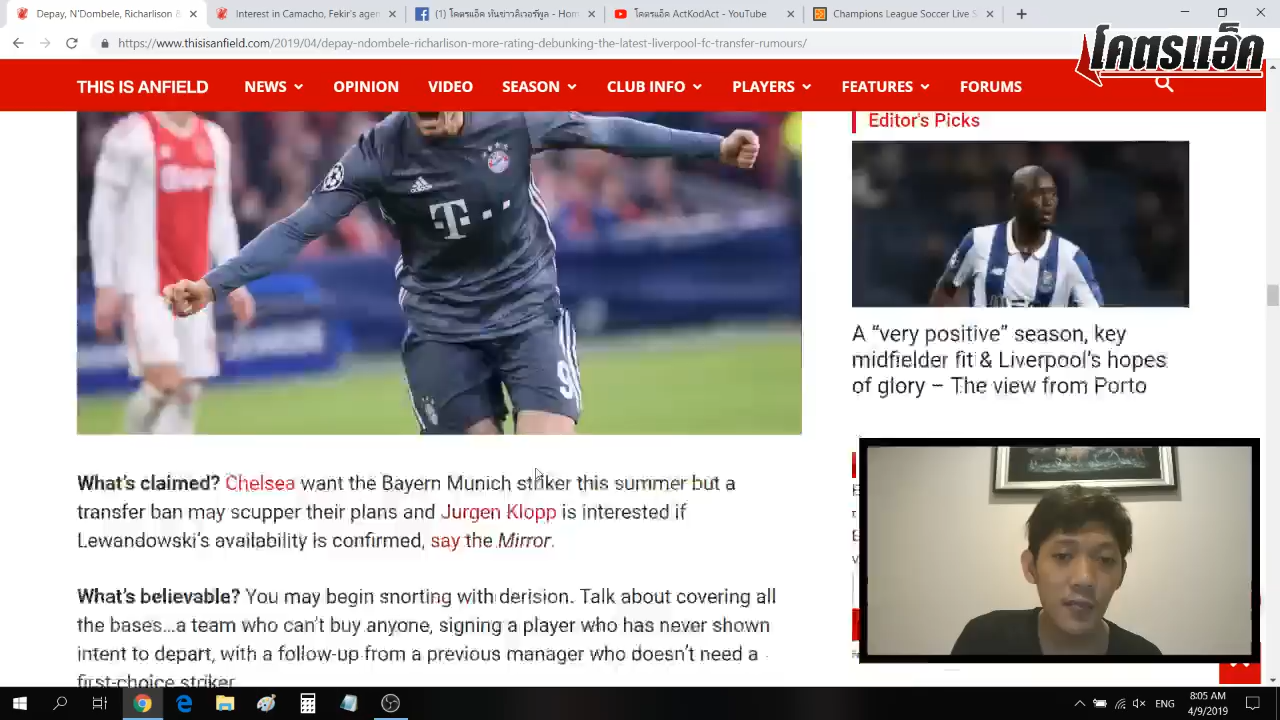 Depay, N'Dombele, Richarlison &
Interest in Camacho, Fekir's agen
(1) โคตรแอ็ค พันข่าวลิเวอร์พูล - Hom
โคตรแอ็ค ActKodAct - YouTube
Champions League Soccer Live S
https://www.thisisanfield.com/2019/04/depay-ndombele-richarlison-more-rating-debunking-the-latest-liverpool-fc-transfer-rumours/
โคตรแอ็ค
THIS IS ANFIELD
NEWS
OPINION
VIDEO
SEASON
CLUB INFO
PLAYERS
FEATURES
FORUMS
Editor's Picks
T
9
A “very positive” season, key
midfielder fit & Liverpool's hopes
of glory – The view from Porto
What's claimed? Chelsea want the Bayern Munich striker this summer but a
transfer ban may scupper their plans and Jurgen Klopp is interested if
Lewandowski's availability is confirmed, say the Mirror.
What's believable? You may begin snorting with derision. Talk about covering all
the bases…a team who can't buy anyone, signing a player who has never shown
intent to depart, with a follow-up from a previous manager who doesn't need a
first-choice striker.
ENG
8:05 AM
4/9/2019